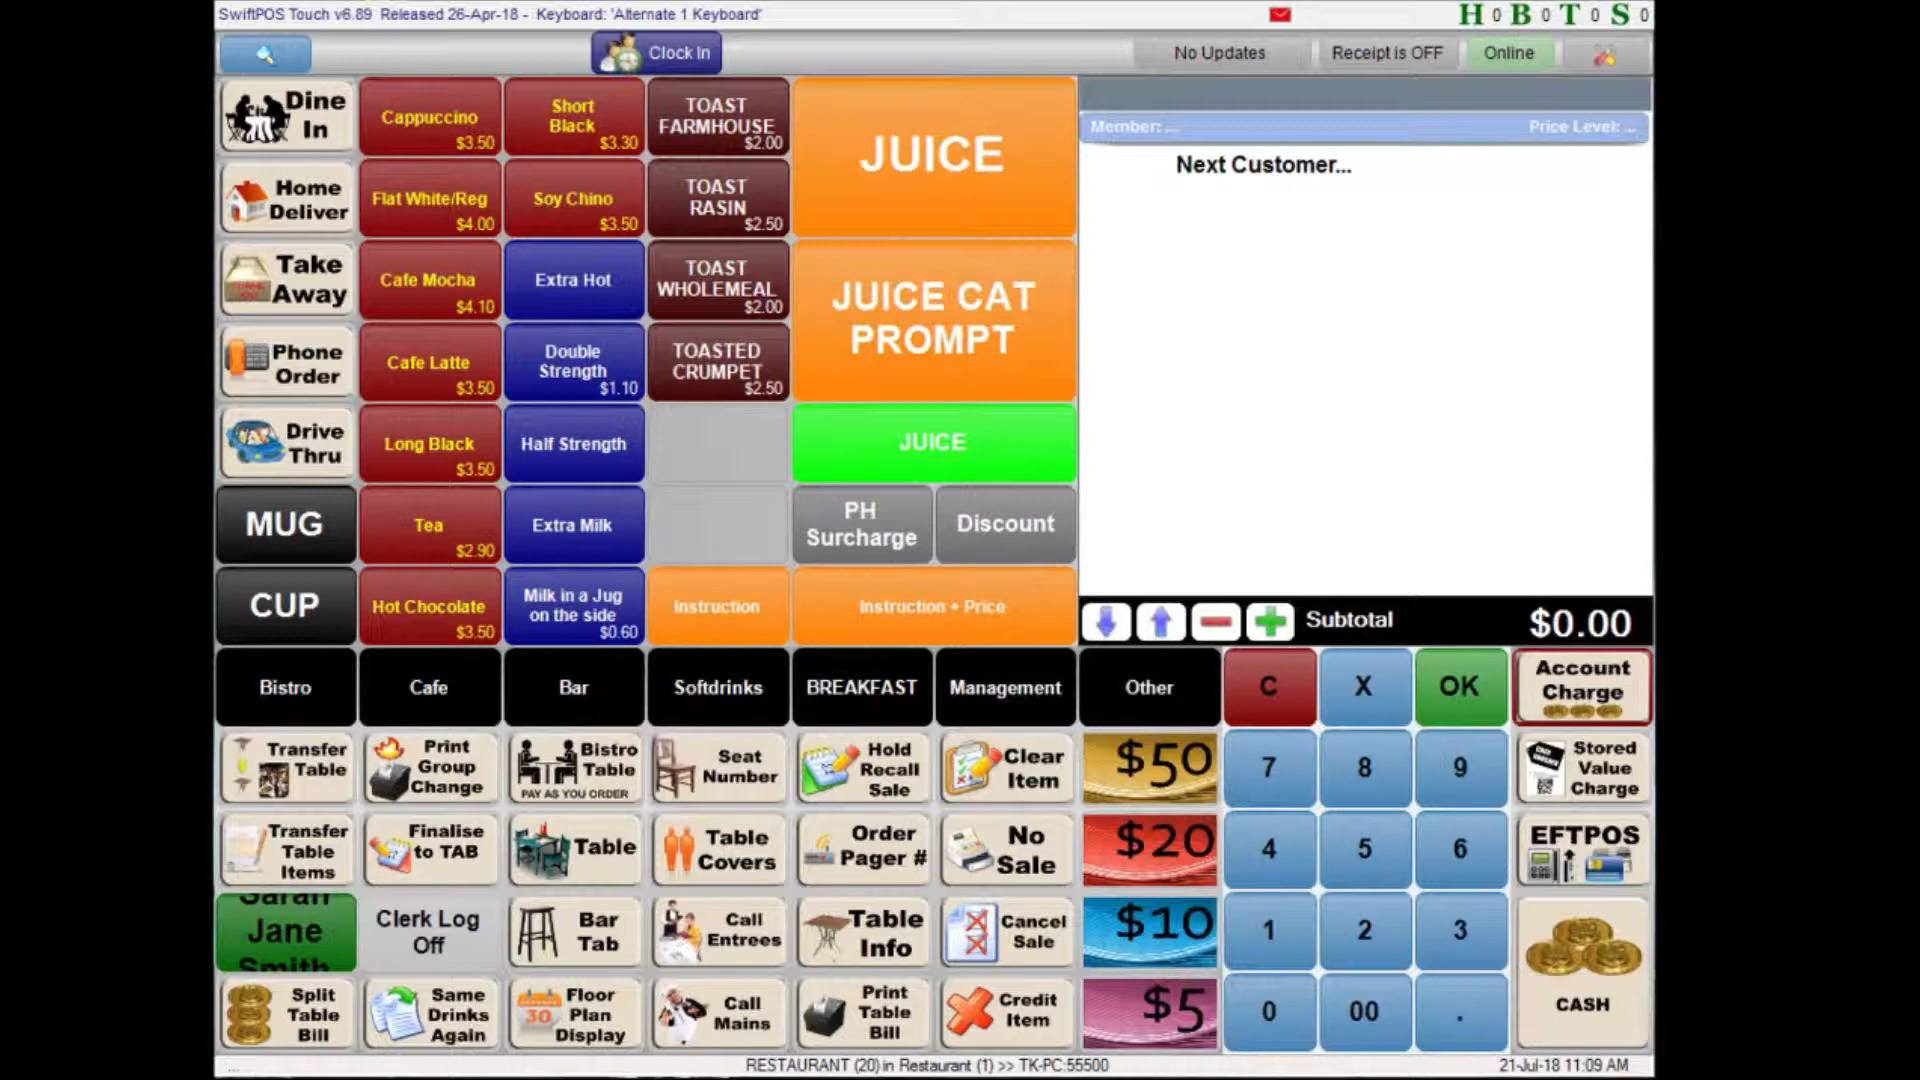 SwiftPOS Touch v6.89 Released 26-Apr-18 - Keyboard: 'Alternate 1 Keyboard'
H 0 B 0 T 0 S 0
Clock In
No Updates
Receipt is OFF
Online
Dine
In
Cappuccino
$3.50
Short
Black
$3.30
TOAST
FARMHOUSE
$2.00
JUICE
Member: ...
Price Level: ...
Next Customer...
Home
Deliver
Flat White/Reg
$4.00
Soy Chino
$3.50
TOAST
RASIN
$2.50
Take
Away
Cafe Mocha
$4.10
Extra Hot
TOAST
WHOLEMEAL
$2.00
JUICE CAT
PROMPT
Phone
Order
Cafe Latte
$3.50
Double
Strength
$1.10
TOASTED
CRUMPET
$2.50
Drive
Thru
Long Black
$3.50
Half Strength
JUICE
MUG
Tea
$2.90
Extra Milk
PH
Surcharge
Discount
CUP
Hot Chocolate
$3.50
Milk in a Jug
on the side
$0.60
Instruction
Instruction + Price
Subtotal
$0.00
Bistro
Cafe
Bar
Softdrinks
BREAKFAST
Management
Other
C
X
OK
Account
Charge
Transfer
Table
Print
Group
Change
Bistro
Table
PAY AS YOU ORDER
Seat
Number
Hold
Recall
Sale
Clear
Item
$50
7
8
9
Stored
Value
Charge
Transfer
Table
Items
Finalise
to TAB
Table
Table
Covers
Order
Pager #
No
Sale
$20
4
5
6
EFTPOS
Sarah
Jane
Smith
Clerk Log
Off
Bar
Tab
Call
Entrees
Table
Info
Cancel
Sale
$10
1
2
3
CASH
Split
Table
Bill
Same
Drinks
Again
30
Floor
Plan
Display
Call
Mains
Print
Table
Bill
Credit
Item
$5
0
00
.
...
RESTAURANT (20) in Restaurant (1) >> TK-PC:55500
21-Jul-18 11:09 AM